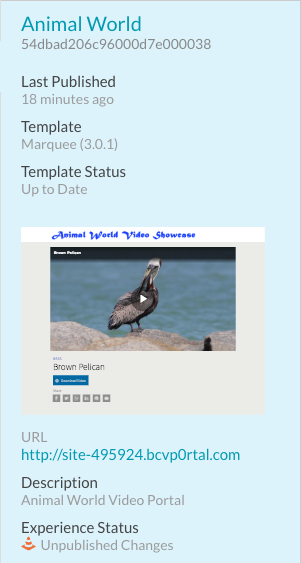 Animal World
54dbad206c96000d7e000038
Last Published
18 minutes ago
Template
Marquee (3.0.1)
Template Status
Up to Date
Animal World Video Showcase
Brown Pelican
Brown Pelican
Download Video
Share
URL
http://site-495924.bcvp0rtal.com
Description
Animal World Video Portal
Experience Status
Unpublished Changes